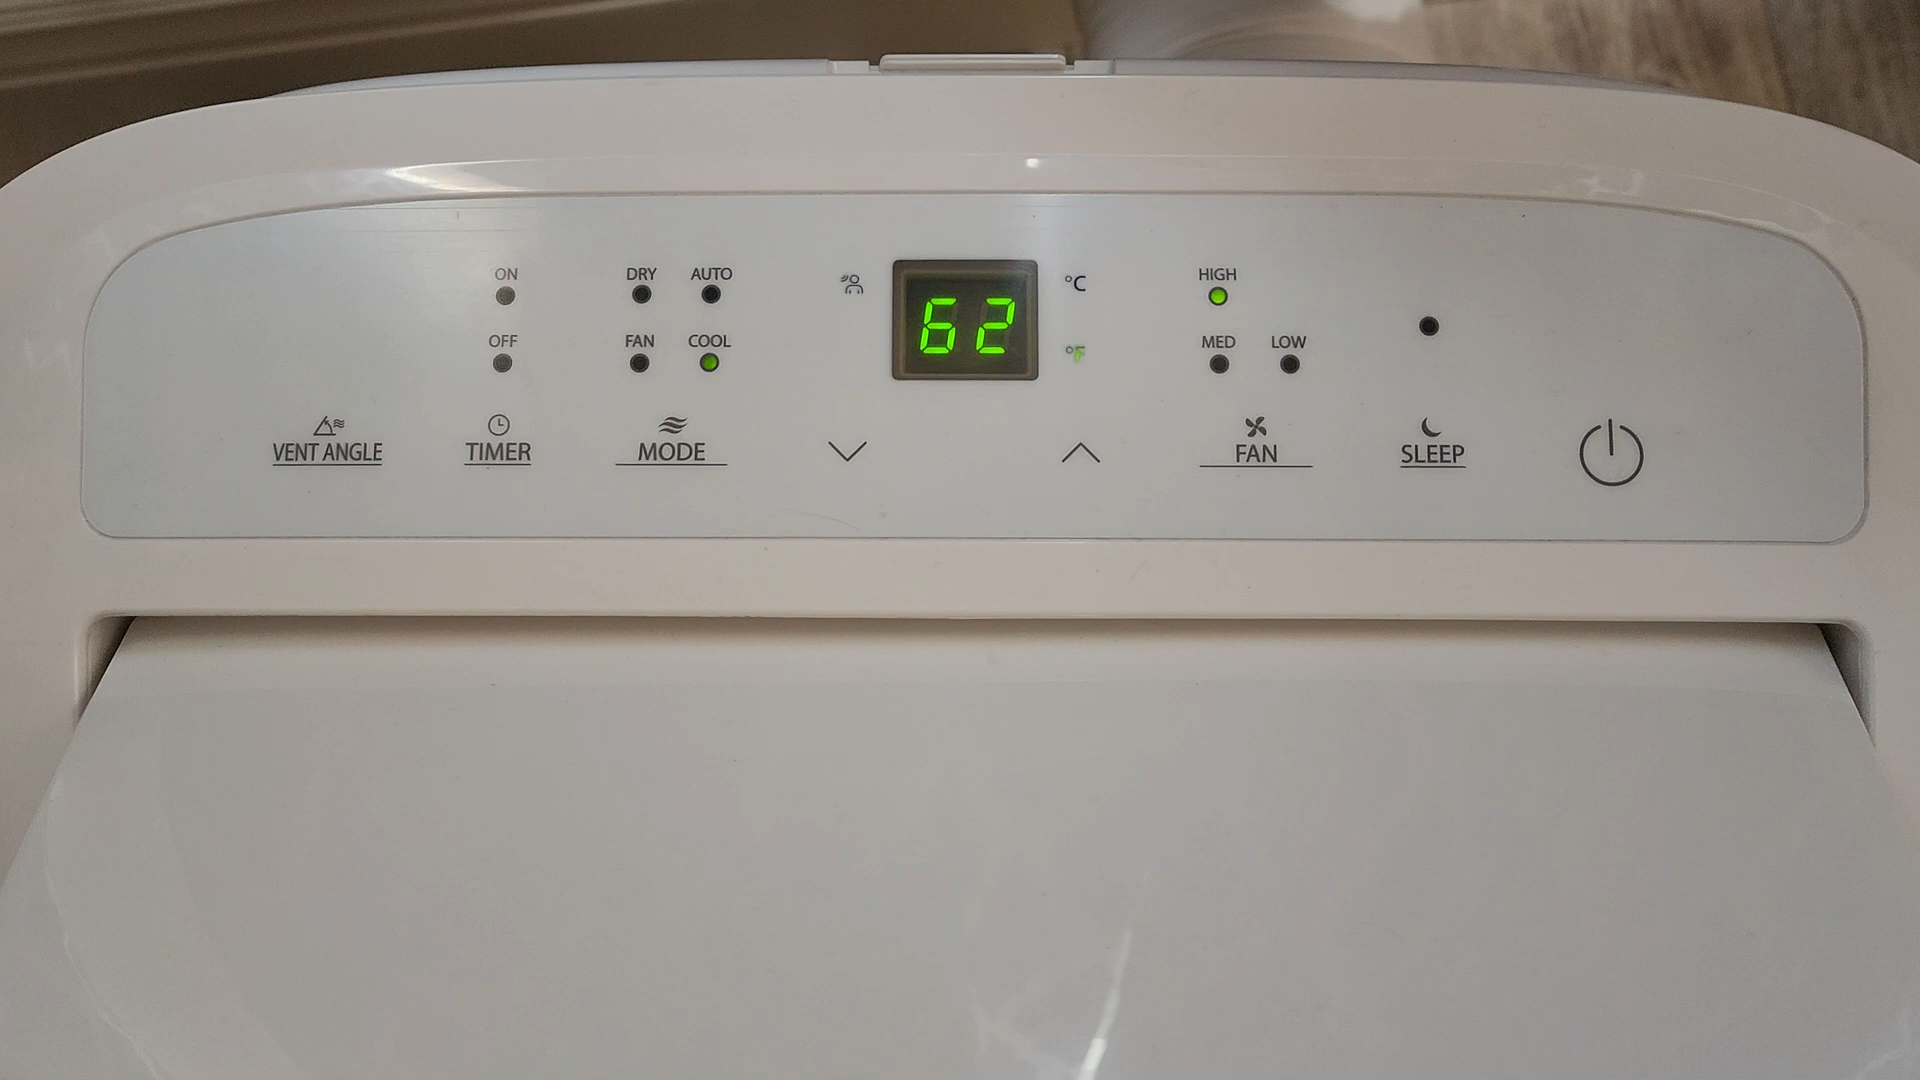 ON
DRY AUTO
°C
HIGH
62
OFF
FAN COOL
°F
MED LOW
VENT ANGLE
TIMER
MODE
FAN
SLEEP